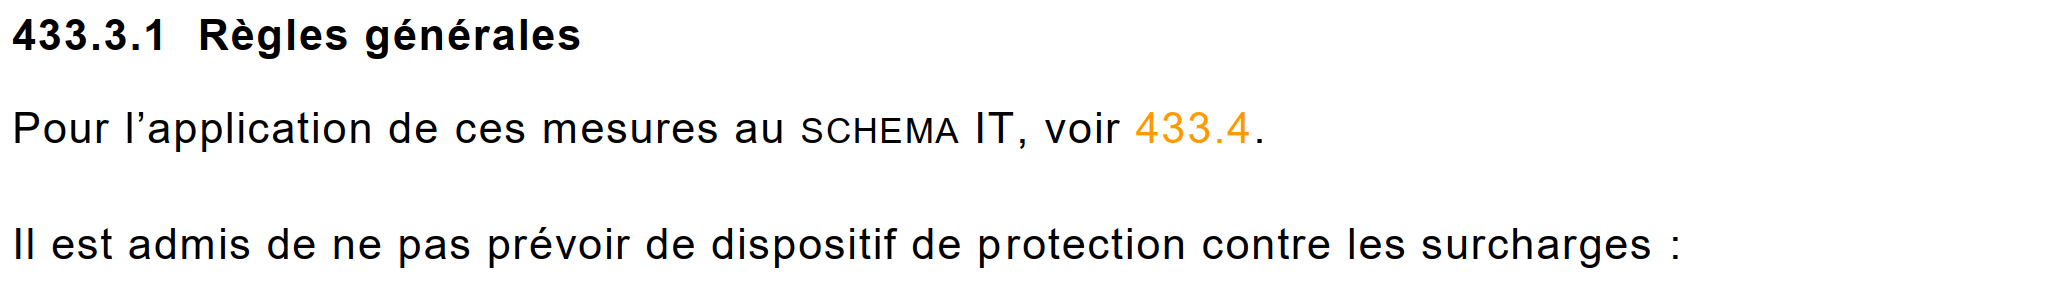 433.3.1 Règles générales
Pour l’application de ces mesures au SCHEMA IT, voir 433.4.
Il est admis de ne pas prévoir de dispositif de protection contre les surcharges :